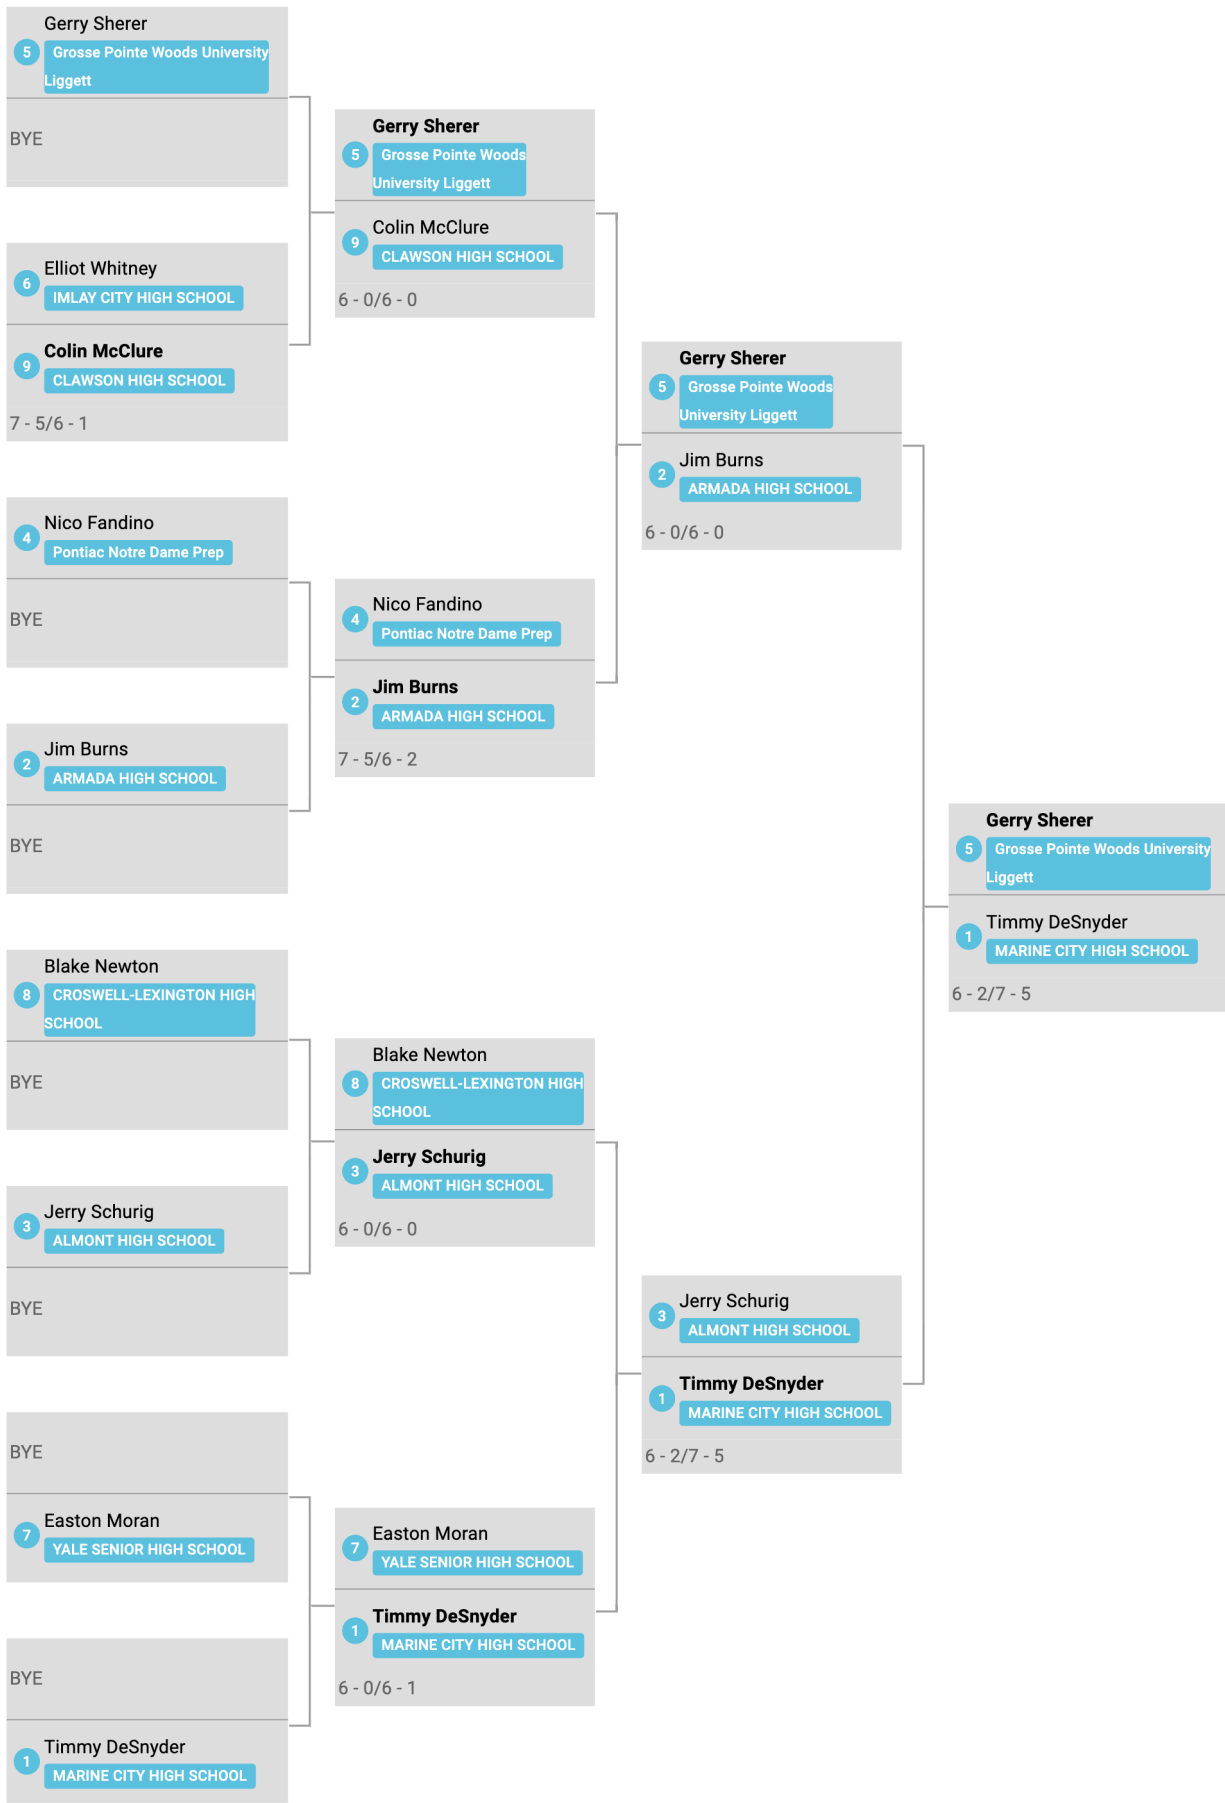 Gerry Sherer
5
Grosse Pointe Woods University
Liggett
BYE
6
Elliot Whitney
IMLAY CITY HIGH SCHOOL
9
Colin McClure
CLAWSON HIGH SCHOOL
7 - 5/6 - 1
4
Nico Fandino
Pontiac Notre Dame Prep
BYE
2
Jim Burns
ARMADA HIGH SCHOOL
BYE
Blake Newton
8
CROSWELL-LEXINGTON HIGH
SCHOOL
BYE
3
Jerry Schurig
ALMONT HIGH SCHOOL
BYE
BYE
7
Easton Moran
YALE SENIOR HIGH SCHOOL
BYE
1
Timmy DeSnyder
MARINE CITY HIGH SCHOOL
Gerry Sherer
5
Grosse Pointe Woods
University Liggett
9
Colin McClure
CLAWSON HIGH SCHOOL
6 - 0/6 - 0
4
Nico Fandino
Pontiac Notre Dame Prep
2
Jim Burns
ARMADA HIGH SCHOOL
7 - 5/6 - 2
Blake Newton
8
CROSWELL-LEXINGTON HIGH
SCHOOL
3
Jerry Schurig
ALMONT HIGH SCHOOL
6 - 0/6 - 0
7
Easton Moran
YALE SENIOR HIGH SCHOOL
1
Timmy DeSnyder
MARINE CITY HIGH SCHOOL
6 - 0/6 - 1
Gerry Sherer
5
Grosse Pointe Woods
University Liggett
2
Jim Burns
ARMADA HIGH SCHOOL
6 - 0/6 - 0
3
Jerry Schurig
ALMONT HIGH SCHOOL
1
Timmy DeSnyder
MARINE CITY HIGH SCHOOL
6 - 2/7 - 5
Gerry Sherer
5
Grosse Pointe Woods University
Liggett
1
Timmy DeSnyder
MARINE CITY HIGH SCHOOL
6 - 2/7 - 5